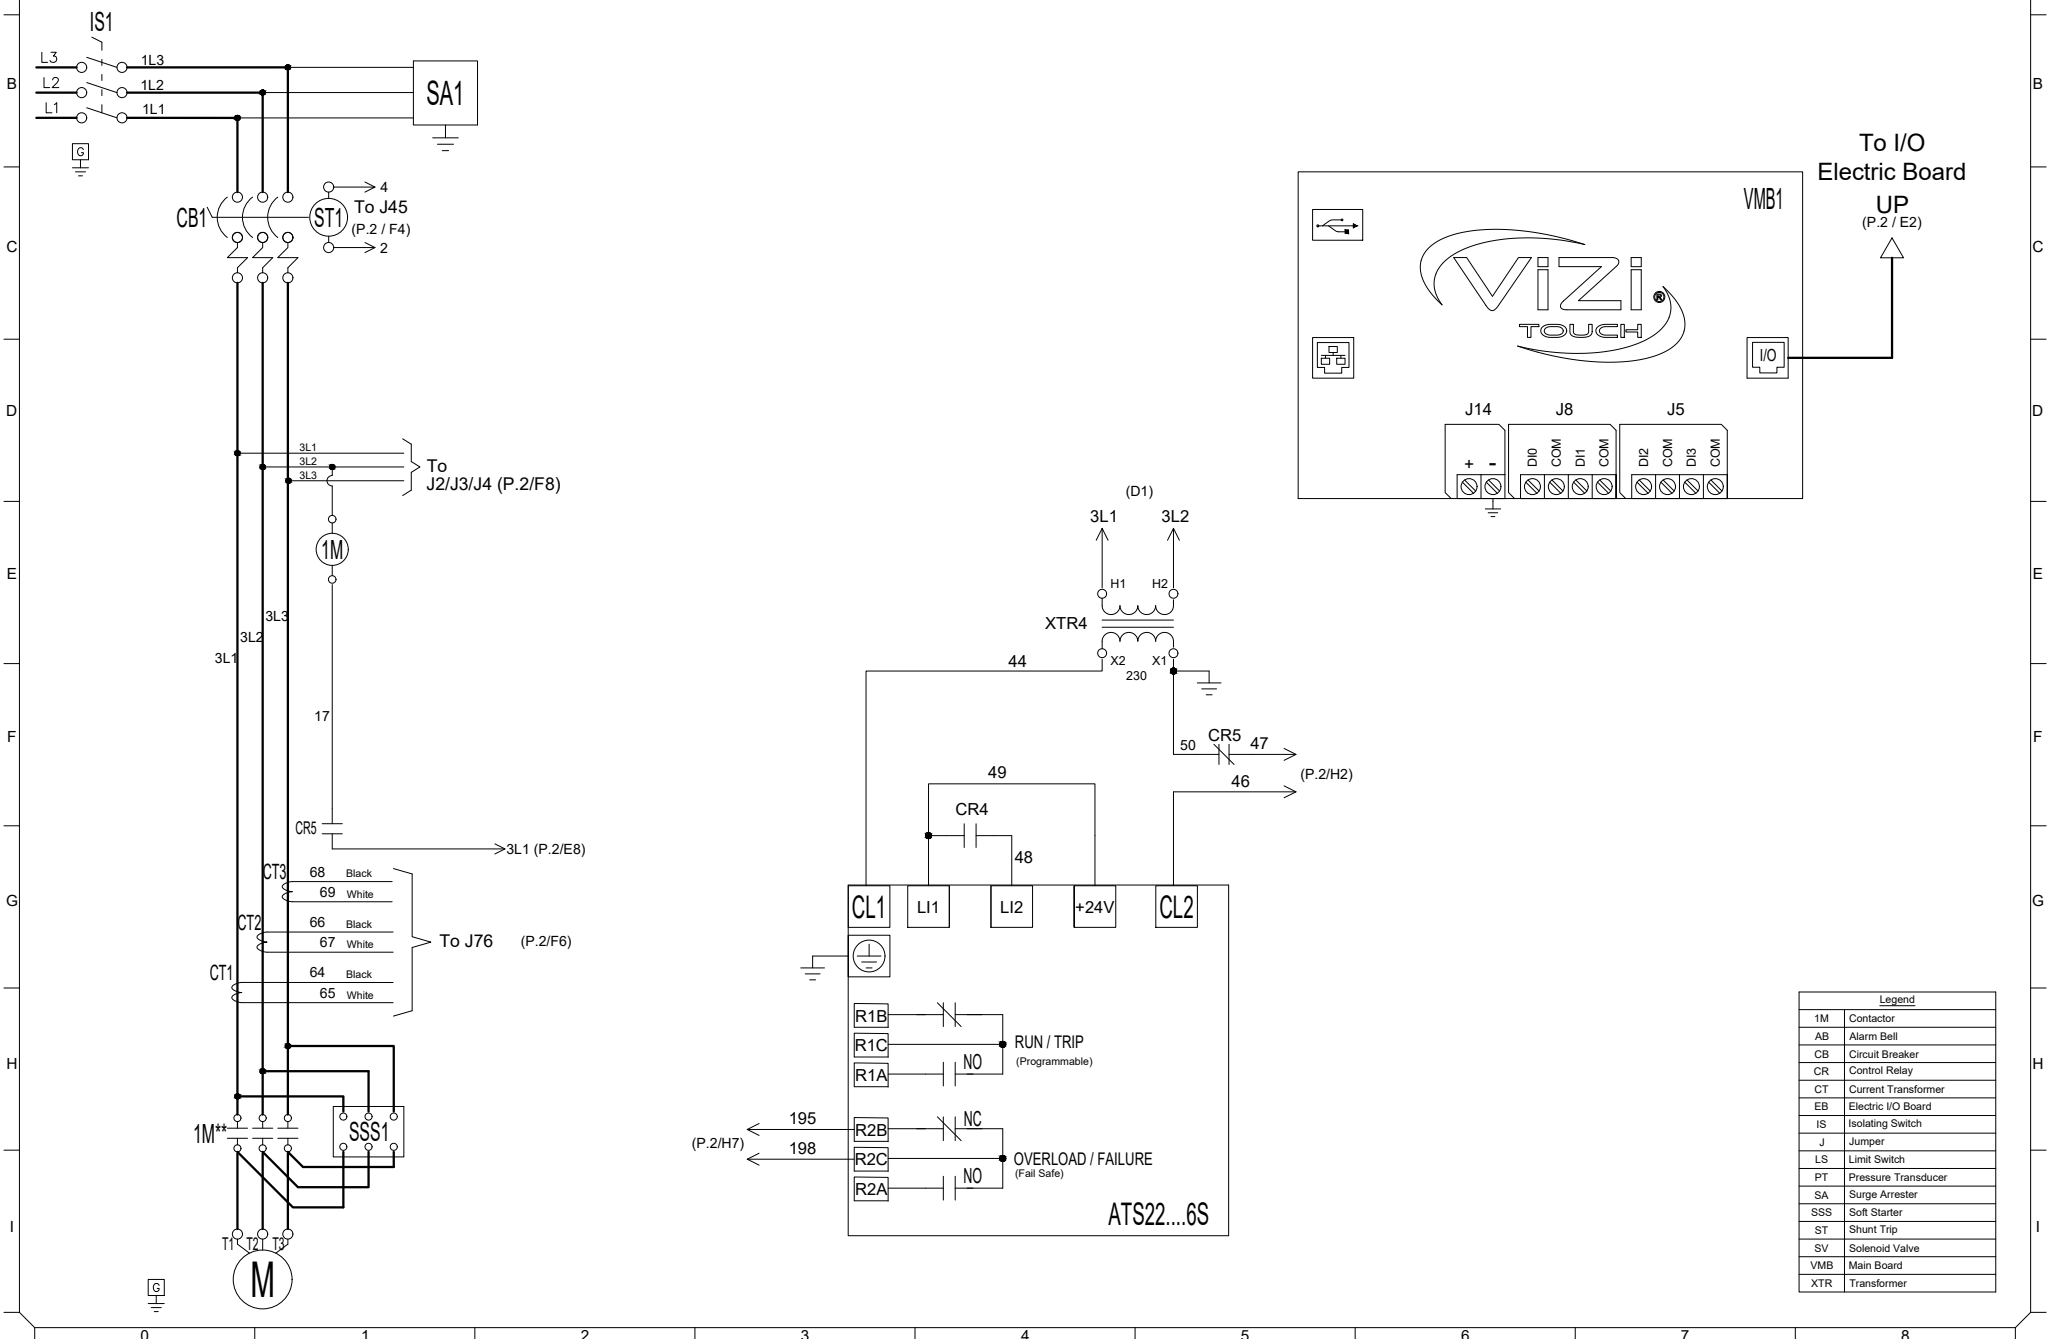 IS1
L3
1L3
L2
1L2
L1
1L1
SA1
G
B
B
CB1
ST1
4
To J45
(P.2 / F4)
2
C
C
To I/O
Electric Board
UP
(P.2 / E2)
VMB1
ViZi
TOUCH
®
I/O
J14
J8
J5
+
-
DI0
COM
DI1
COM
DI2
COM
DI3
COM
D
D
3L1
3L2
3L3
To
J2/J3/J4 (P.2/F8)
1M
E
E
3L3
3L2
3L1
17
(D1)
3L1
3L2
H1
H2
XTR4
X2
X1
230
44
F
F
50
CR5
47
46
(P.2/H2)
49
CR4
48
CR5
3L1 (P.2/E8)
CT3
68
Black
69
White
CT2
66
Black
67
White
CT1
64
Black
65
White
To J76
(P.2/F6)
G
G
CL1
LI1
LI2
+24V
CL2
R1B
R1C
R1A
NO
RUN / TRIP
(Programmable)
195
198
(P.2/H7)
R2B
R2C
R2A
NC
NO
OVERLOAD / FAILURE
(Fail Safe)
ATS22....6S
H
H
1M**
SSS1
T1
T2
T3
M
G
I
I
Legend
1M Contactor
AB Alarm Bell
CB Circuit Breaker
CR Control Relay
CT Current Transformer
EB Electric I/O Board
IS Isolating Switch
J Jumper
LS Limit Switch
PT Pressure Transducer
SA Surge Arrester
SSS Soft Starter
ST Shunt Trip
SV Solenoid Valve
VMB Main Board
XTR Transformer
0 1 2 3 4 5 6 7 8